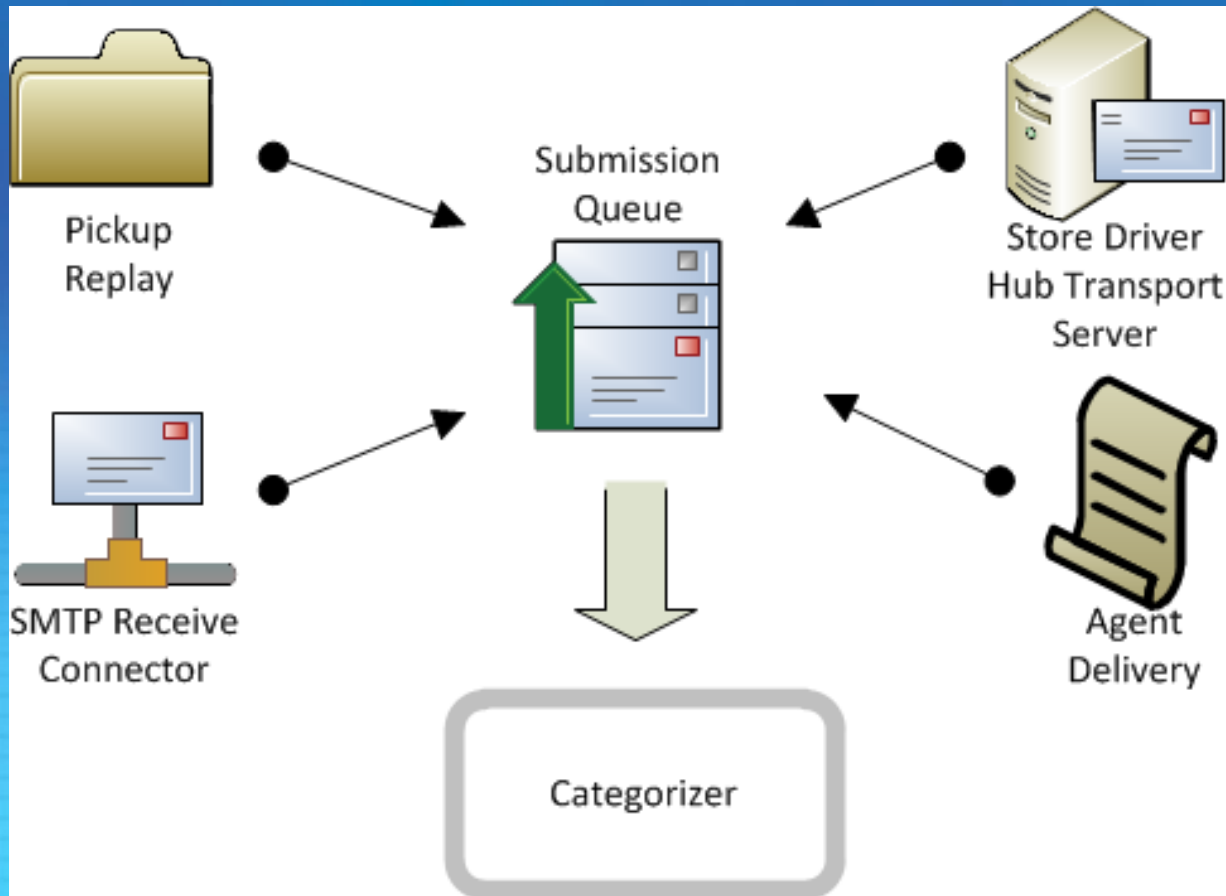 Pickup
Replay
Submission
Queue
Store Driver
Hub Transport
Server
SMTP Receive
Connector
Agent
Delivery
Categorizer